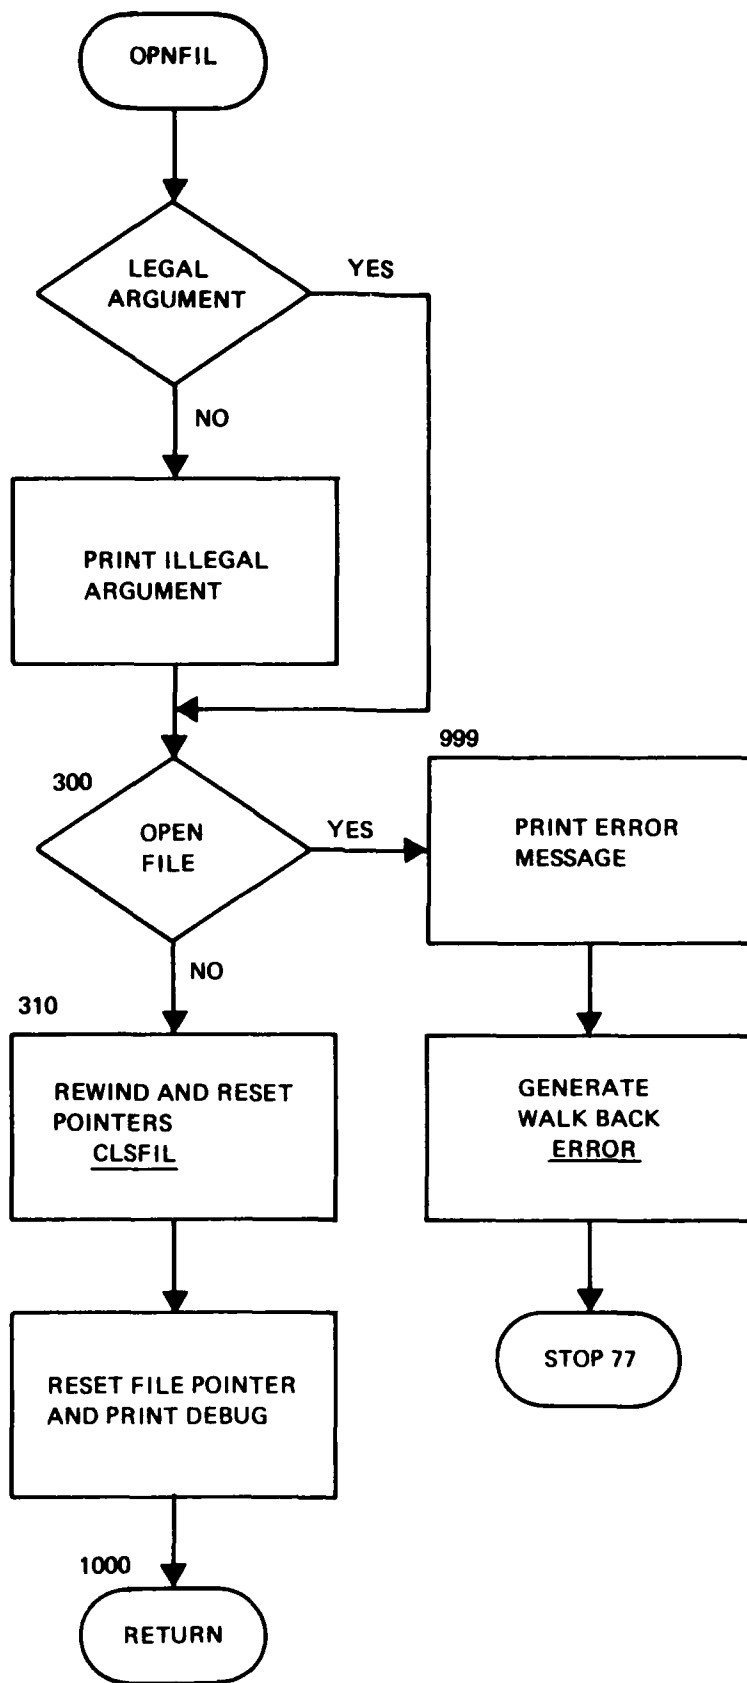 OPNFIL
LEGAL
ARGUMENT
YES
NO
PRINT ILLEGAL
ARGUMENT
300
OPEN
FILE
YES
NO
999
PRINT ERROR
MESSAGE
310
REWIND AND RESET
POINTERS
CLSFIL
GENERATE
WALK BACK
ERROR
RESET FILE POINTER
AND PRINT DEBUG
STOP 77
1000
RETURN